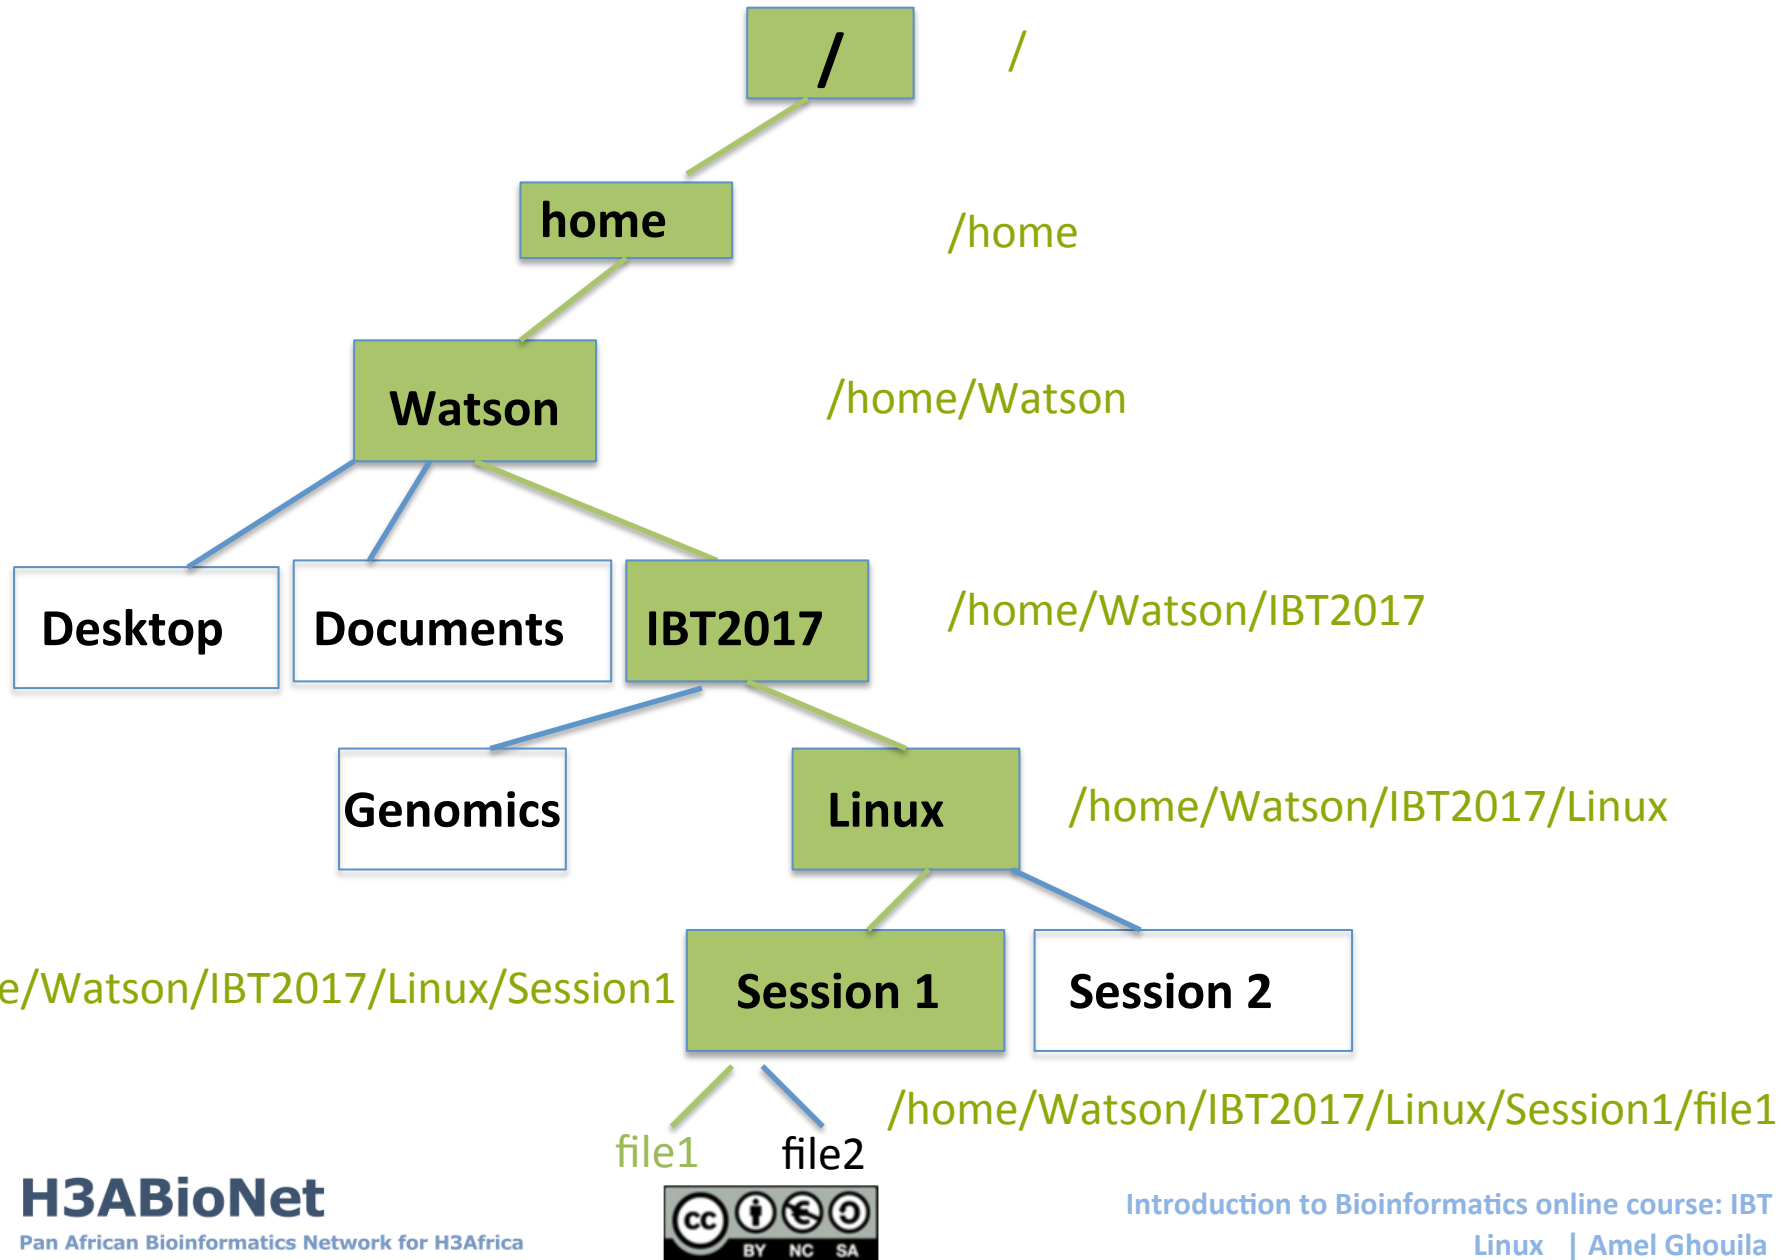 /
/
home
/home
Watson
/home/Watson
Desktop
Documents
IBT2017
/home/Watson/IBT2017
Genomics
Linux
/home/Watson/IBT2017/Linux
e/Watson/IBT2017/Linux/Session1
Session 1
Session 2
/home/Watson/IBT2017/Linux/Session1/file1
file1
file2
H3ABioNet
Pan African Bioinformatics Network for H3Africa
cc
BY NC SA
Introduction to Bioinformatics online course: IBT
Linux | Amel Ghouila